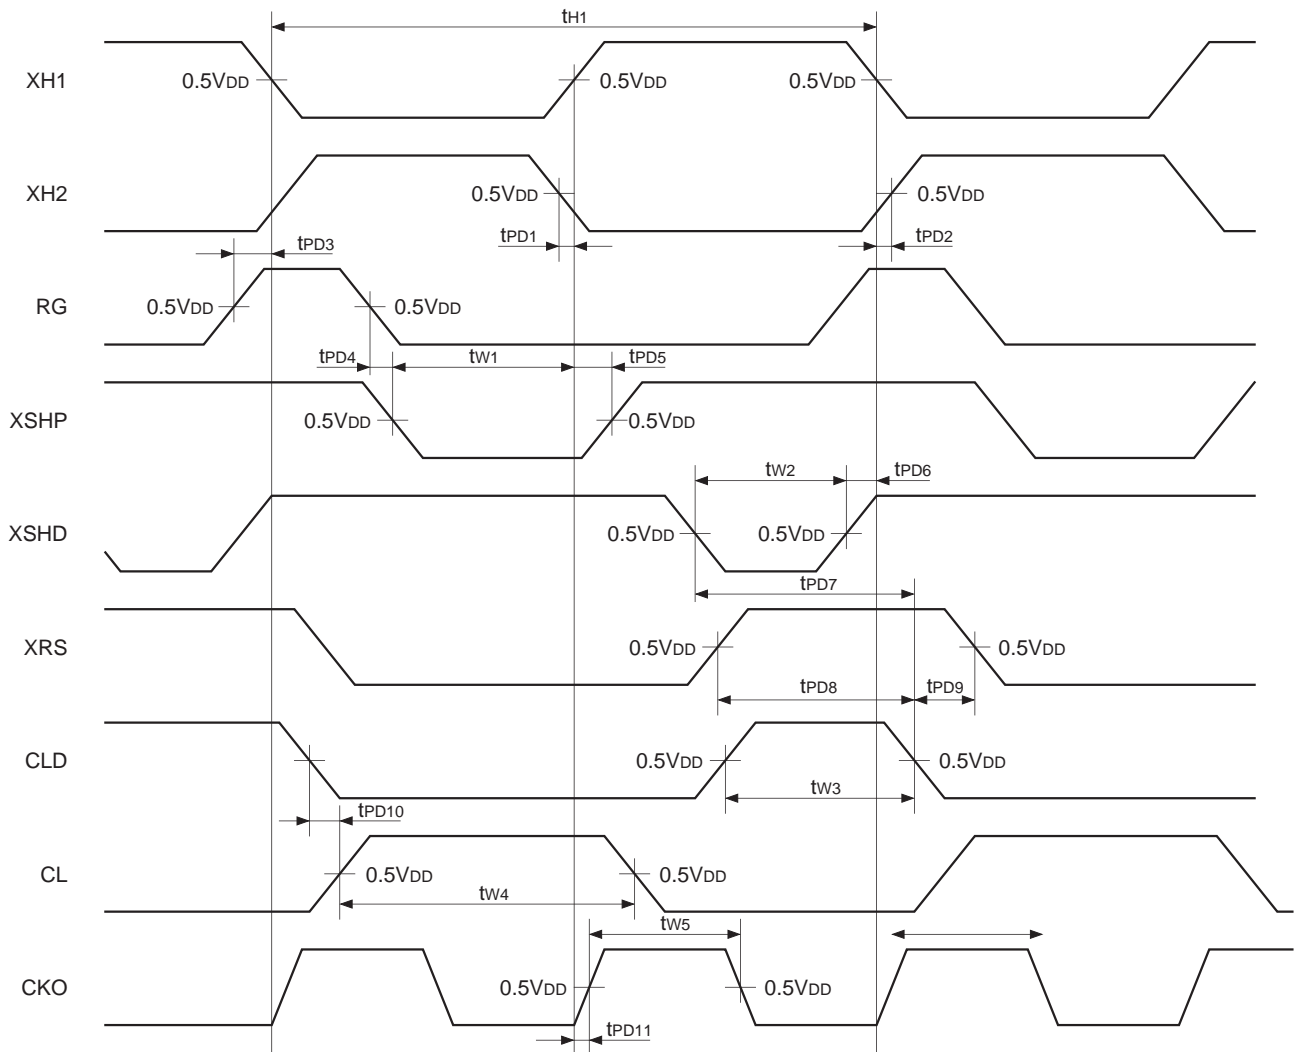 tH1
XH1
0.5VDD 0.5VDD 0.5VDD
XH2
0.5VDD 0.5VDD
tPD3 tPD1 tPD2
RG
0.5VDD 0.5VDD
tPD4 tW1 tPD5
XSHP
0.5VDD 0.5VDD
tW2 tPD6
XSHD
0.5VDD 0.5VDD
tPD7
XRS
0.5VDD 0.5VDD
tPD8 tPD9
CLD
0.5VDD 0.5VDD
tW3
tPD10
CL
0.5VDD 0.5VDD
tW4
tW5
CKO
0.5VDD 0.5VDD
tPD11